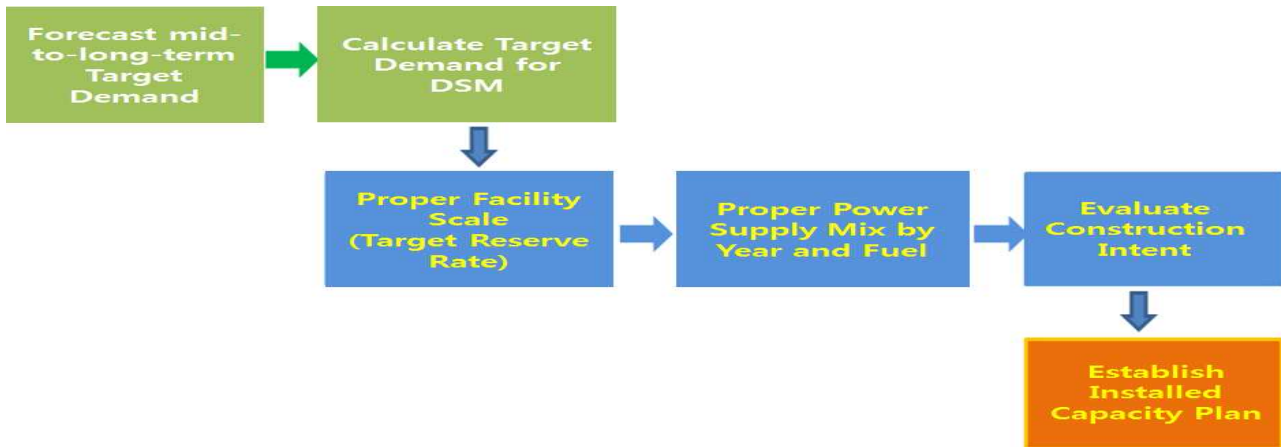 Forecast mid-
to-long-term
Target
Demand
Calculate Target
Demand for
DSM
Proper Facility
Scale
(Target Reserve
Rate)
Proper Power
Supply Mix by
Year and Fuel
Evaluate
Construction
Intent
Establish
Installed
Capacity Plan